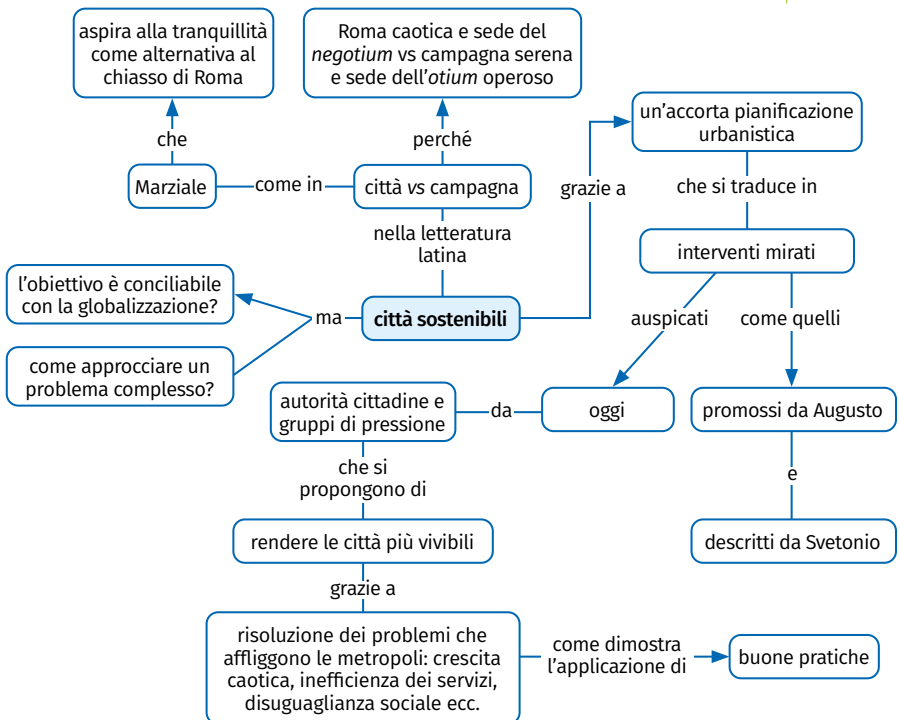 aspira alla tranquillità
come alternativa al
chiasso di Roma
Roma caotica e sede del
negotium vs campagna serena
e sede dell'otium operoso
un'accorta pianificazione
urbanistica
che
perché
Marziale
come in
città vs campagna
grazie a
che si traduce in
nella letteratura
latina
interventi mirati
l'obiettivo è conciliabile
con la globalizzazione?
ma
città sostenibili
auspicati
come quelli
come approcciare un
problema complesso?
autorità cittadine e
gruppi di pressione
da
oggi
promossi da Augusto
che si
propongono di
e
rendere le città più vivibili
descritti da Svetonio
grazie a
risoluzione dei problemi che
affliggono le metropoli: crescita
caotica, inefficienza dei servizi,
disuguaglianza sociale ecc.
come dimostra
l'applicazione di
buone pratiche